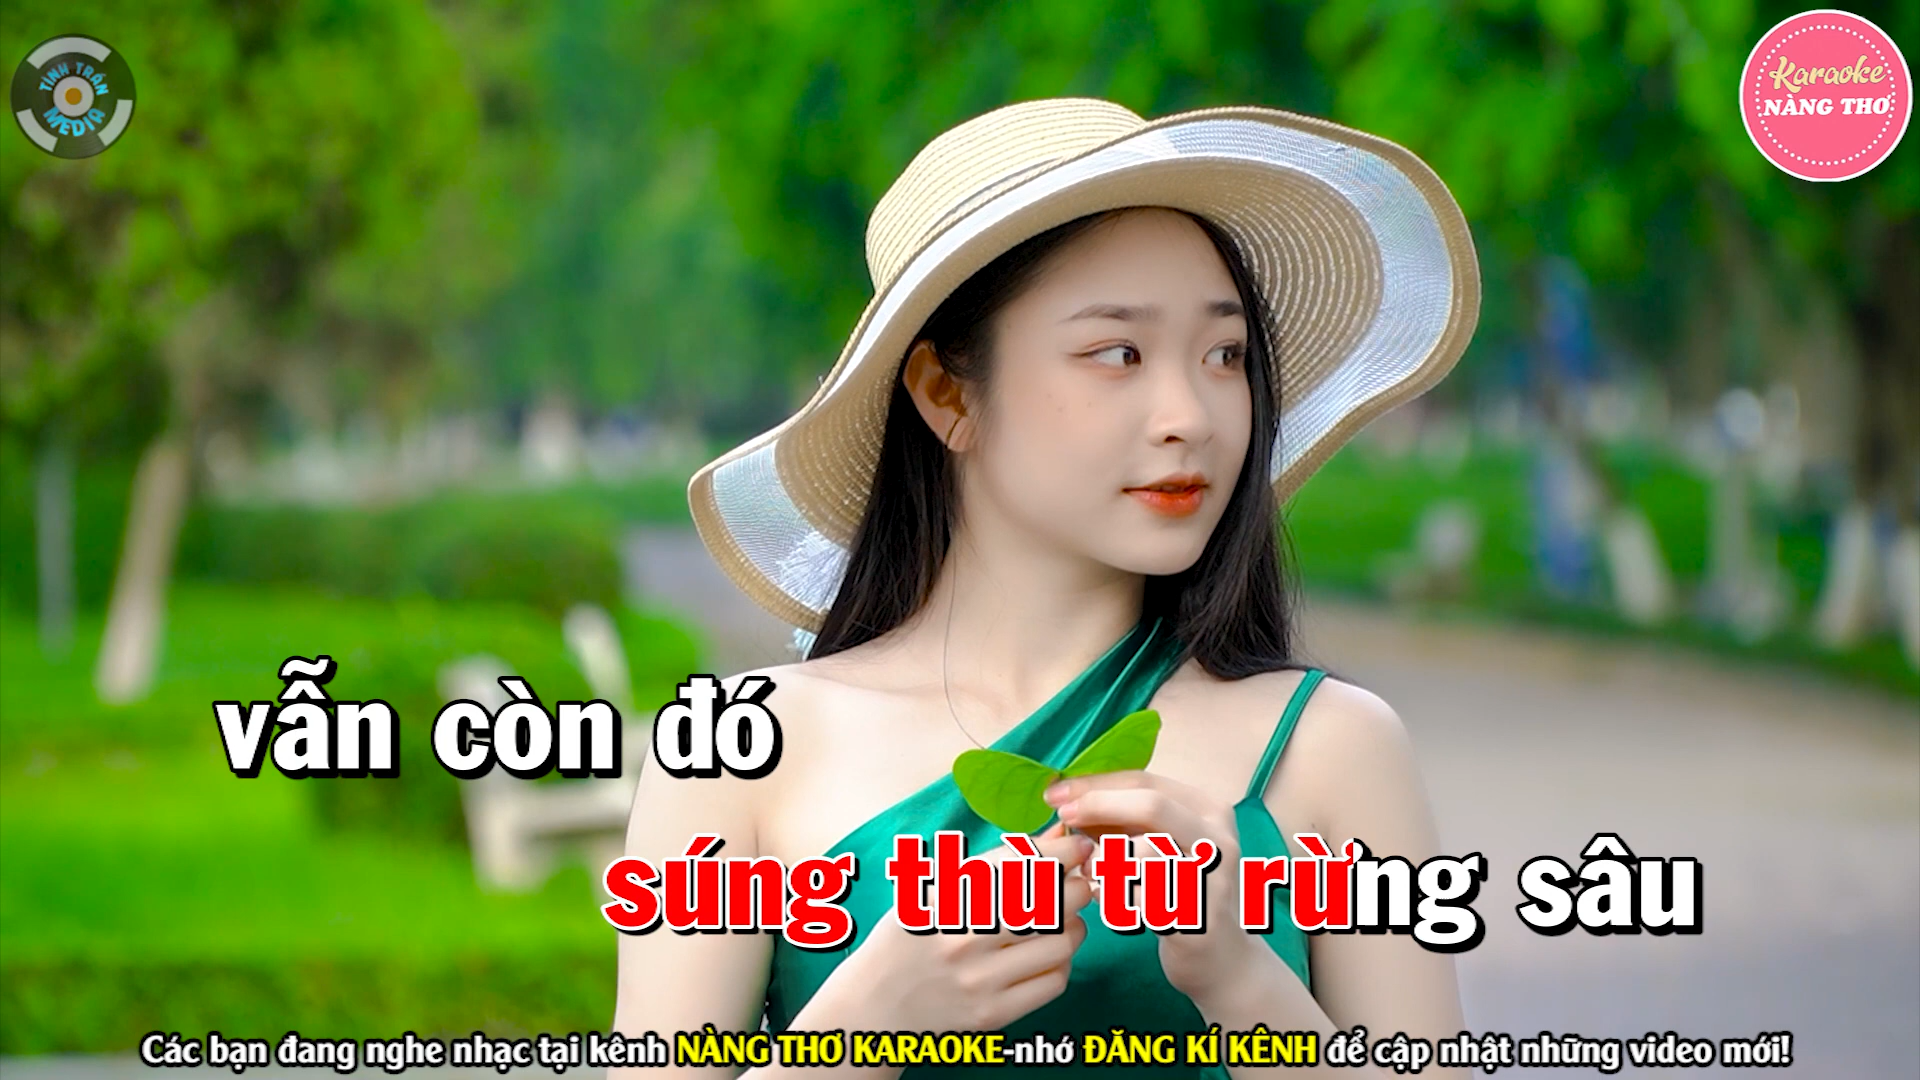 TÌNH TRẦN
MEDIA
Karaoke
NÀNG THƠ
vẫn còn đó
súng thù từ rừng sâu
Các bạn đang nghe nhạc tại kênh NÀNG THƠ KARAOKE-nhớ ĐĂNG KÍ KÊNH để cập nhật những video mới!